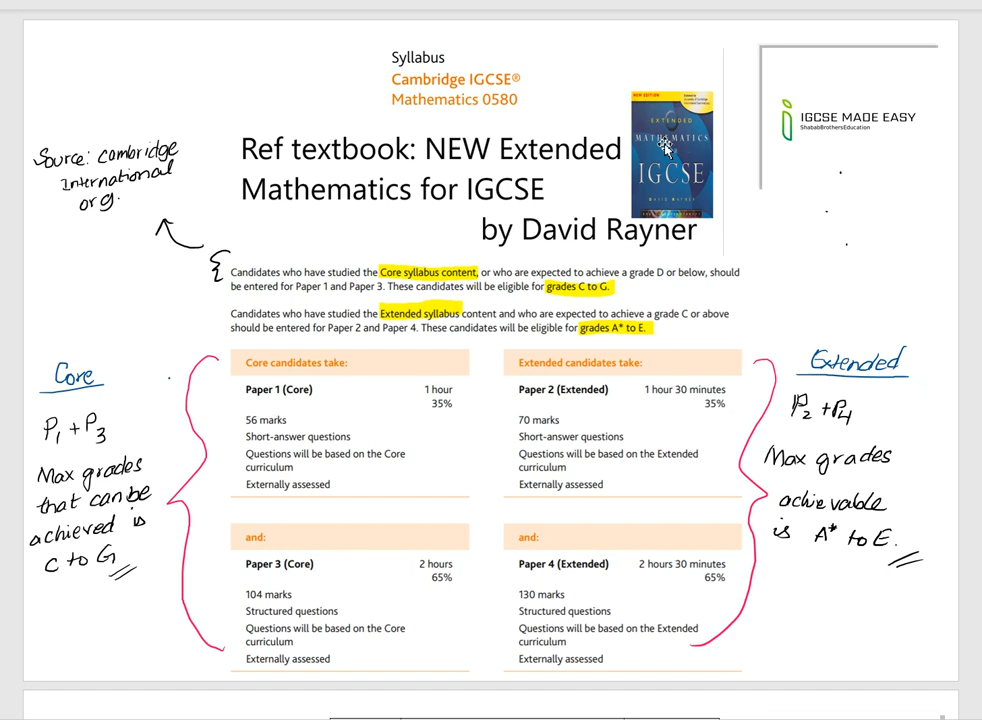 Syllabus
Cambridge IGCSE®
Mathematics 0580
IGCSE MADE EASY
ShababBrothersEducation
Source: Cambridge
International
org.
Ref textbook: NEW Extended
Mathematics for IGCSE
by David Rayner
NEW EDITION
EXTENDED
MATHEMATICS
IGCSE
DAVID RAYNER
Candidates who have studied the Core syllabus content, or who are expected to achieve a grade D or below, should
be entered for Paper 1 and Paper 3. These candidates will be eligible for grades C to G.
Candidates who have studied the Extended syllabus content and who are expected to achieve a grade C or above
should be entered for Paper 2 and Paper 4. These candidates will be eligible for grades A* to E.
Core
P1 + P3
Max grades
that can be
achieved is
C to G
Core candidates take:
Paper 1 (Core) 1 hour
35%
56 marks
Short-answer questions
Questions will be based on the Core
curriculum
Externally assessed
and:
Paper 3 (Core) 2 hours
65%
104 marks
Structured questions
Questions will be based on the Core
curriculum
Externally assessed
Extended candidates take:
Paper 2 (Extended) 1 hour 30 minutes
35%
70 marks
Short-answer questions
Questions will be based on the Extended
curriculum
Externally assessed
and:
Paper 4 (Extended) 2 hours 30 minutes
65%
130 marks
Structured questions
Questions will be based on the Extended
curriculum
Externally assessed
Extended
P2 + P4
Max grades
achievable
is A* to E.